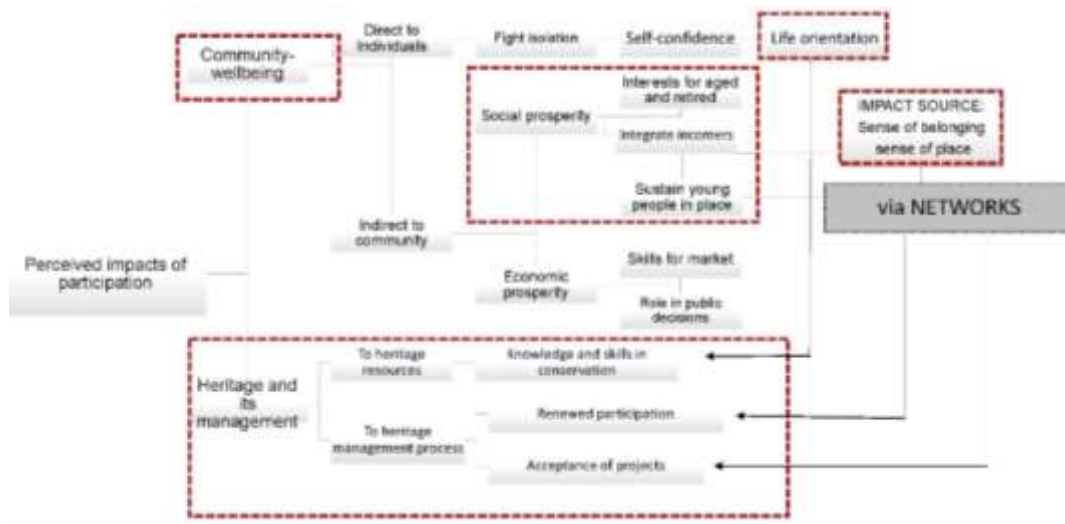 Direct to
individuals
Fight isolation
Self-confidence
Life orientation
Community-
wellbeing
Interests for aged
and retired
Social prosperity
Integrate incomers
Sustain young
people in place
IMPACT SOURCE:
Sense of belonging
sense of place
via NETWORKS
Indirect to
community
Perceived impacts of
participation
Economic
prosperity
Skills for market
Role in public
decisions
Heritage and
its
management
To heritage
resources
Knowledge and skills in
conservation
To heritage
management process
Renewed participation
Acceptance of projects